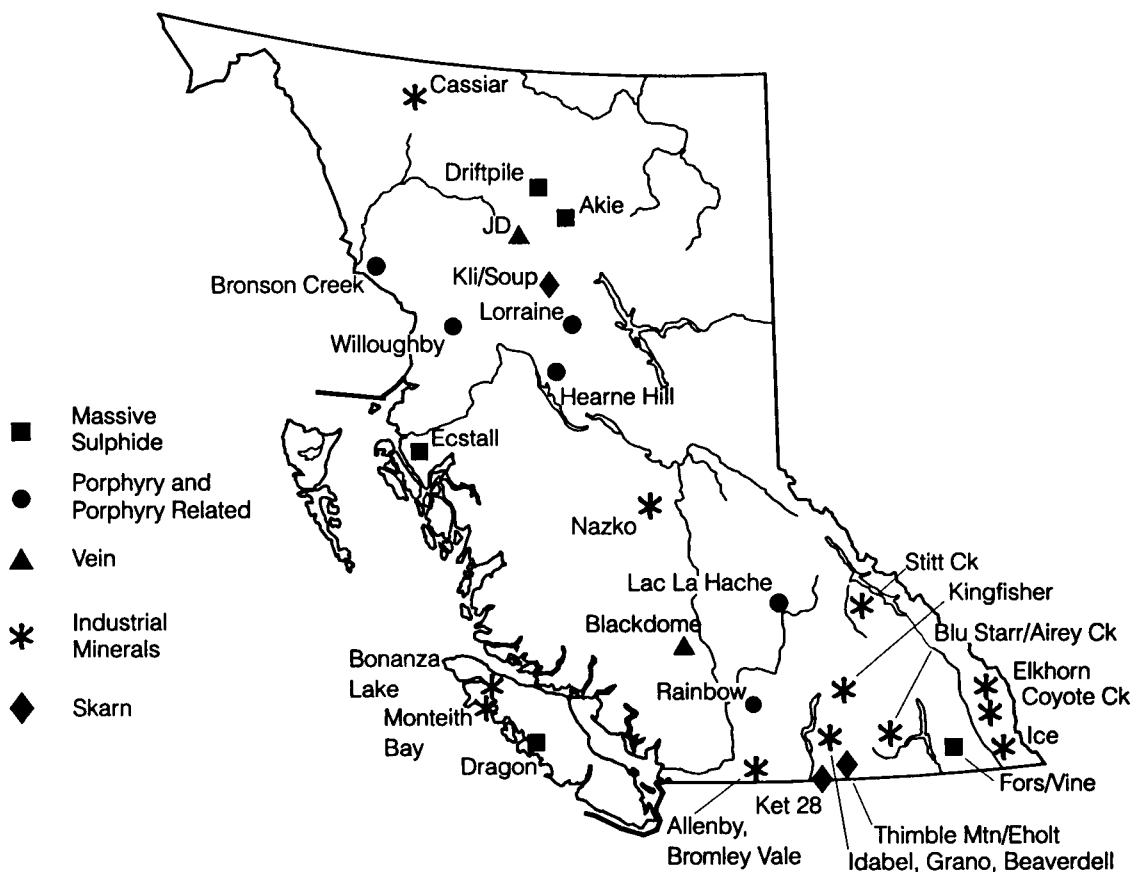 Cassiar
Driftpile
Akie
JD
Bronson Creek
Kli/Soup
Lorraine
Willoughby
Hearne Hill
Massive
Sulphide
Ecstall
Porphyry and
Porphyry Related
Nazko
Vein
Stitt Ck
Lac La Hache
Kingfisher
Industrial
Minerals
Blackdome
Blu Starr/Airey Ck
Bonanza
Lake
Elkhorn
Rainbow
Coyote Ck
Skarn
Monteith
Bay
Ice
Dragon
Fors/Vine
Ket 28
Allenby,
Bromley Vale
Thimble Mtn/Eholt
Idabel, Grano, Beaverdell